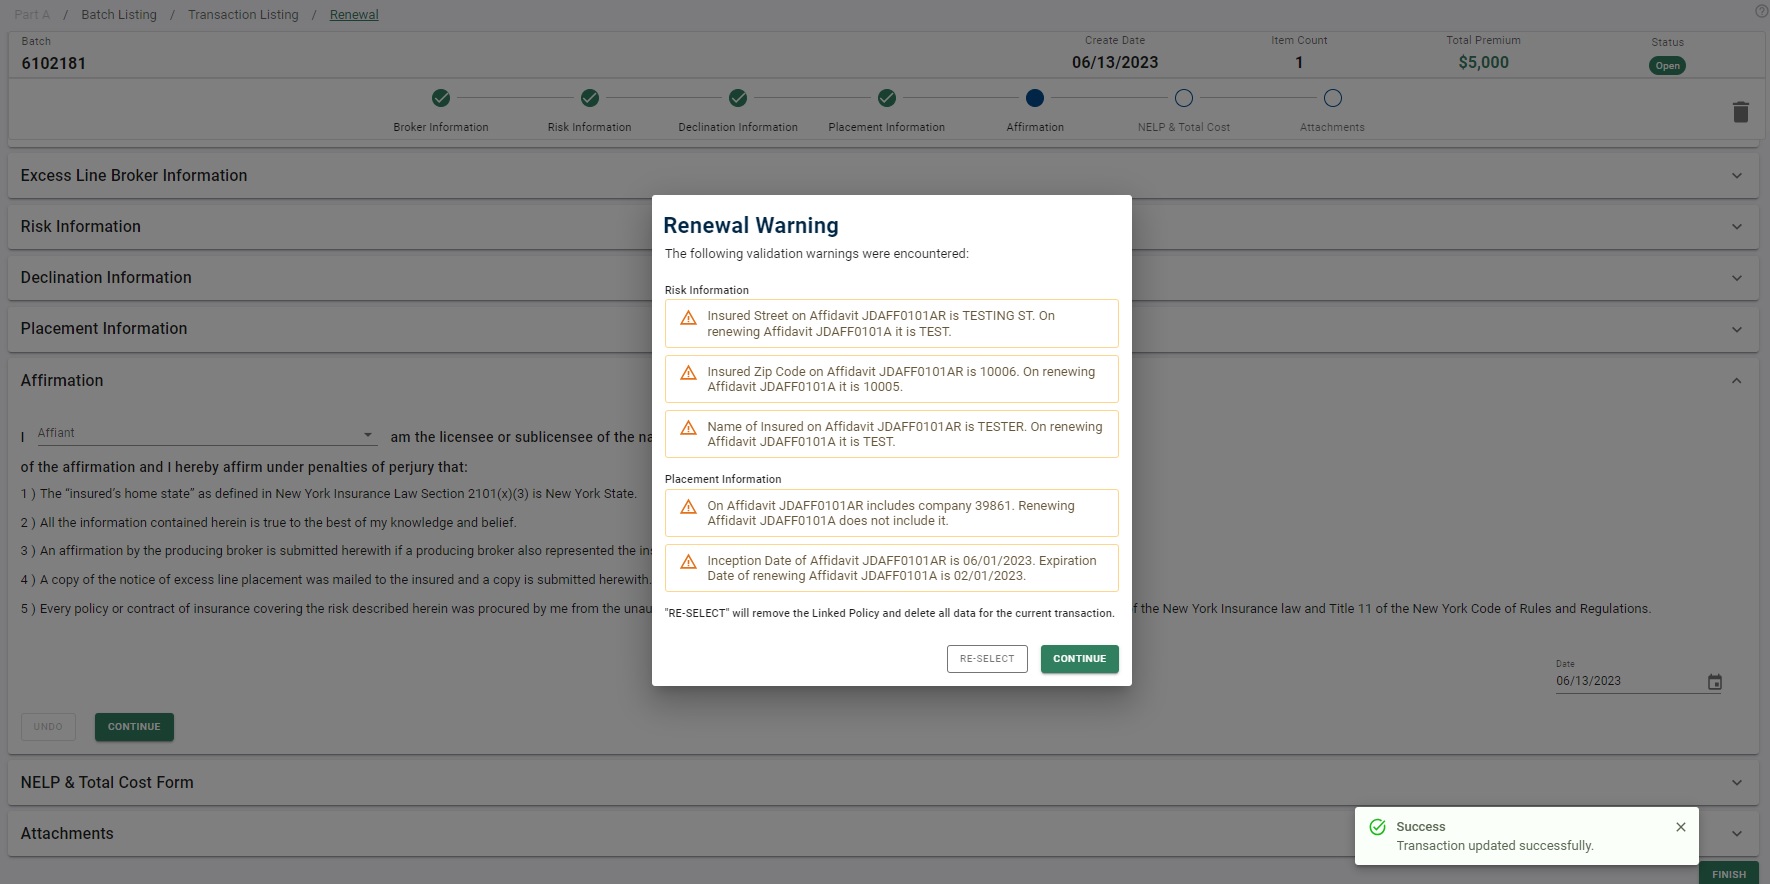 Part A / Batch Listing / Transaction Listing / Renewal
Batch
6102181
Create Date
06/13/2023
Item Count
1
Total Premium
$5,000
Status
Open
Broker Information
Risk Information
Declination Information
Placement Information
Affirmation
NELP & Total Cost
Attachments
Excess Line Broker Information
Risk Information
Declination Information
Placement Information
Affirmation
I Affiant am the licensee or sublicensee of the na
of the affirmation and I hereby affirm under penalties of perjury that:
1 ) The “insured’s home state” as defined in New York Insurance Law Section 2101(x)(3) is New York State.
2 ) All the information contained herein is true to the best of my knowledge and belief.
3 ) An affirmation by the producing broker is submitted herewith if a producing broker also represented the ins
4 ) A copy of the notice of excess line placement was mailed to the insured and a copy is submitted herewith.
5 ) Every policy or contract of insurance covering the risk described herein was procured by me from the unau
f the New York Insurance law and Title 11 of the New York Code of Rules and Regulations.
Date
06/13/2023
UNDO
CONTINUE
NELP & Total Cost Form
Attachments
Renewal Warning
The following validation warnings were encountered:
Risk Information
Insured Street on Affidavit JDAFF0101AR is TESTING ST. On
renewing Affidavit JDAFF0101A it is TEST.
Insured Zip Code on Affidavit JDAFF0101AR is 10006. On renewing
Affidavit JDAFF0101A it is 10005.
Name of Insured on Affidavit JDAFF0101AR is TESTER. On renewing
Affidavit JDAFF0101A it is TEST.
Placement Information
On Affidavit JDAFF0101AR includes company 39861. Renewing
Affidavit JDAFF0101A does not include it.
Inception Date of Affidavit JDAFF0101AR is 06/01/2023. Expiration
Date of renewing Affidavit JDAFF0101A is 02/01/2023.
"RE-SELECT" will remove the Linked Policy and delete all data for the current transaction.
RE-SELECT
CONTINUE
Success
Transaction updated successfully.
FINISH